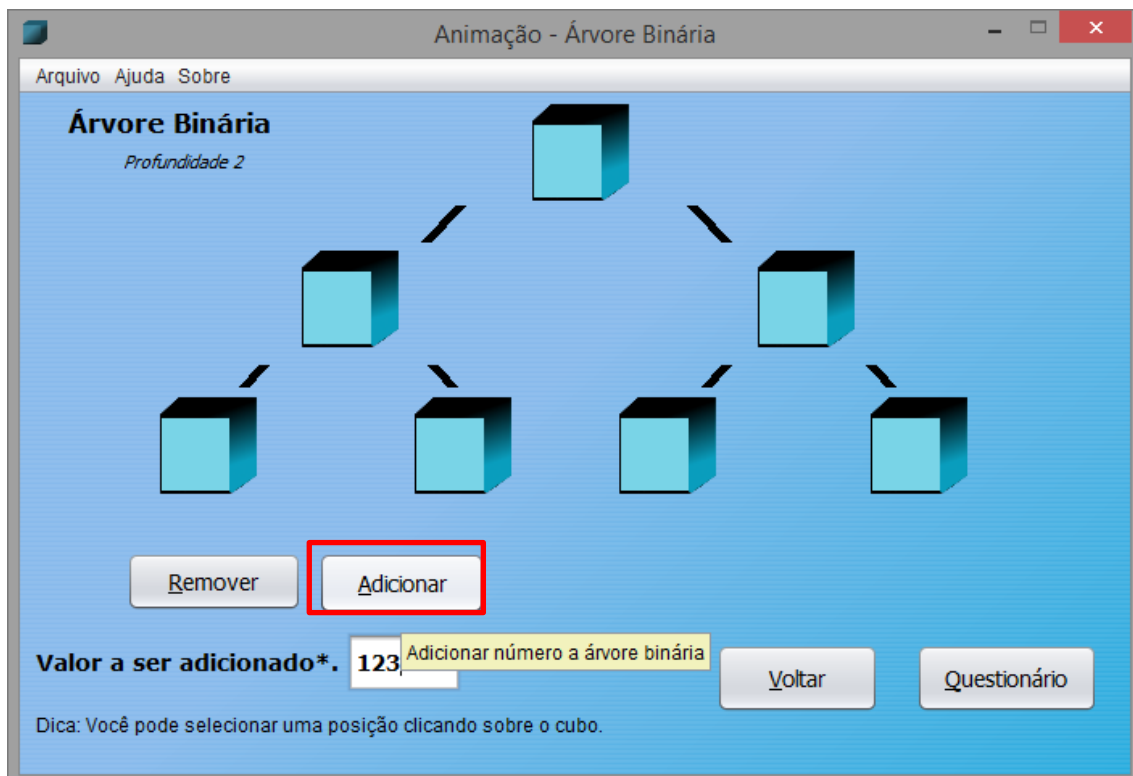 Animação - Árvore Binária
Arquivo Ajuda Sobre
Árvore Binária
Profundidade 2
Remover
Adicionar
Valor a ser adicionado*.
123
Adicionar número a árvore binária
Voltar
Questionário
Dica: Você pode selecionar uma posição clicando sobre o cubo.